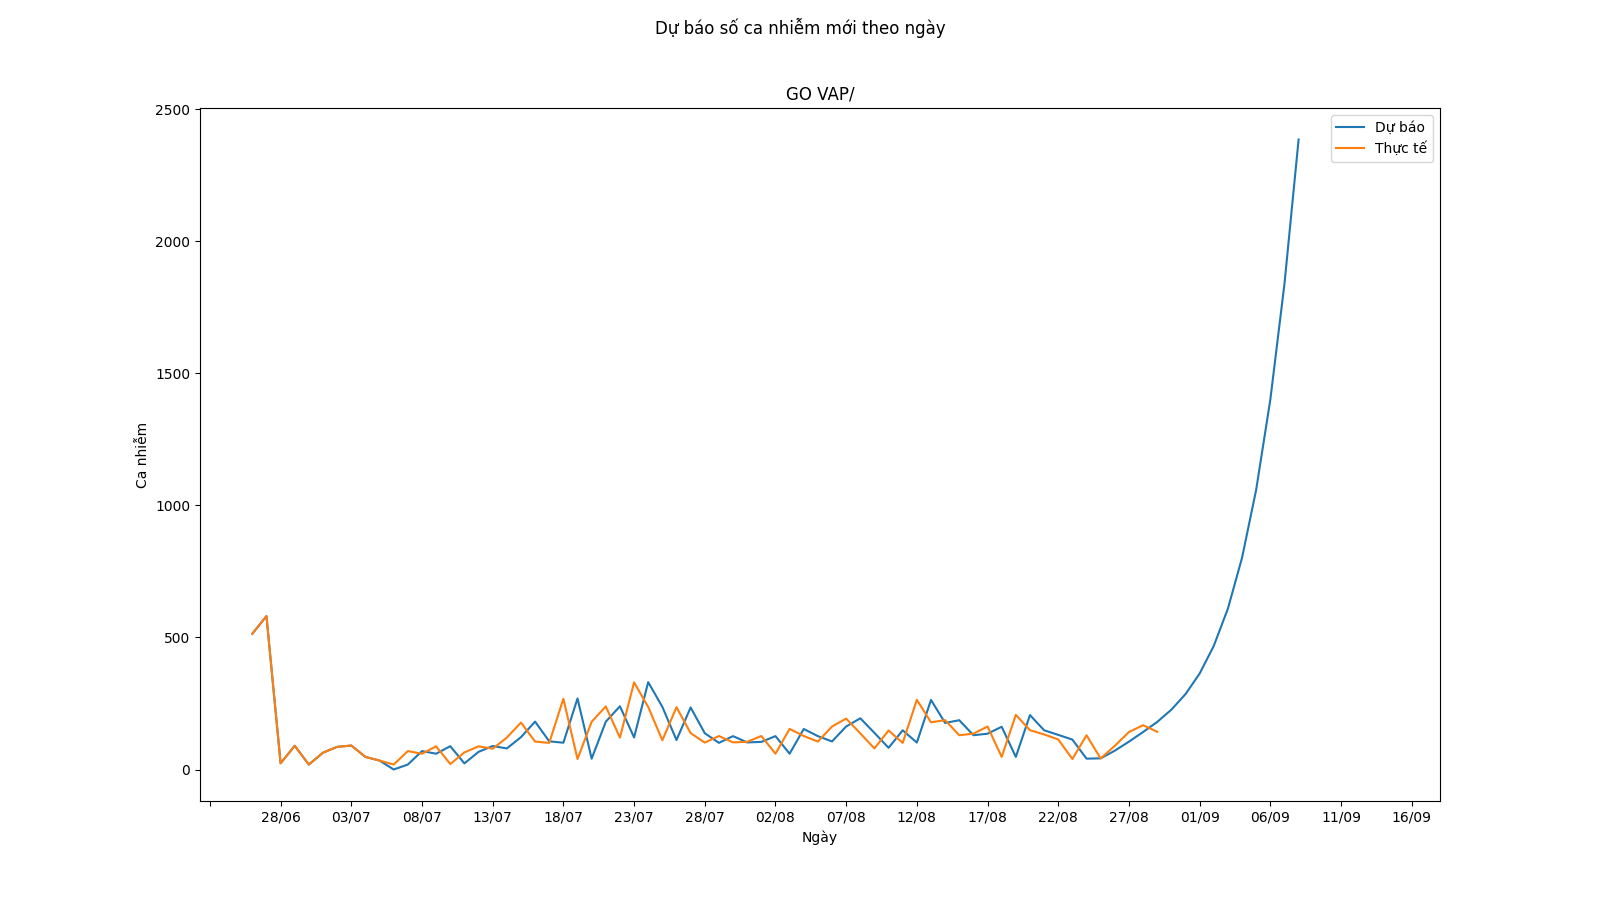 Dự báo số ca nhiễm mới theo ngày
GO VAP/
2500
2000
1500
1000
500
0
Ca nhiễm
Dự báo
Thực tế
28/06 03/07 08/07 13/07 18/07 23/07 28/07 02/08 07/08 12/08 17/08 22/08 27/08 01/09 06/09 11/09 16/09
Ngày